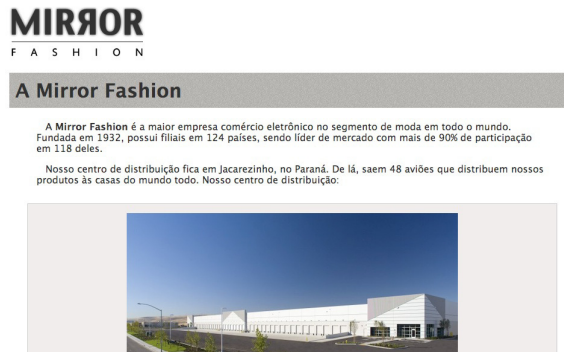 MIRЯOR
FASHION
A Mirror Fashion
A Mirror Fashion é a maior empresa comércio eletrônico no segmento de moda em todo o mundo.
Fundada em 1932, possui filiais em 124 países, sendo líder de mercado com mais de 90% de participação
em 118 deles.
Nosso centro de distribuição fica em Jacarezinho, no Paraná. De lá, saem 48 aviões que distribuem nossos
produtos às casas do mundo todo. Nosso centro de distribuição: